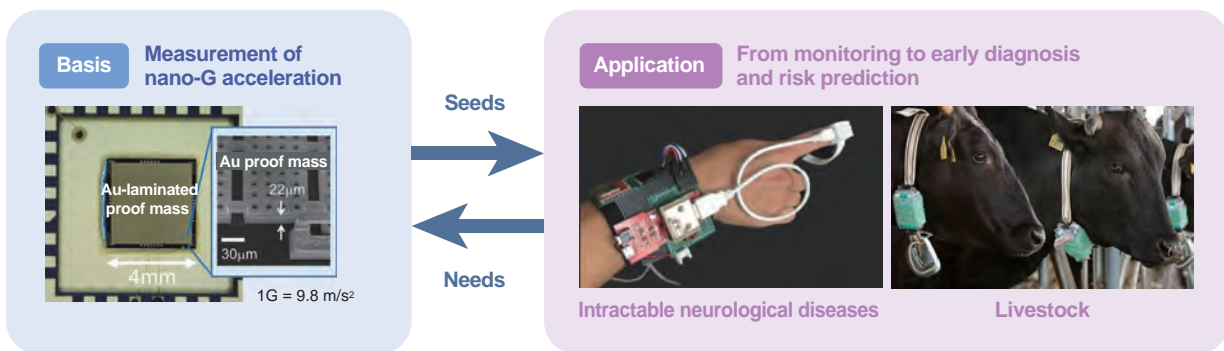 Basis
Measurement of
nano-G acceleration
Au-laminated
proof mass
4mm
Au proof mass
22μm
30μm
1G = 9.8 m/s²
Seeds
Needs
Application
From monitoring to early diagnosis
and risk prediction
Intractable neurological diseases
Livestock